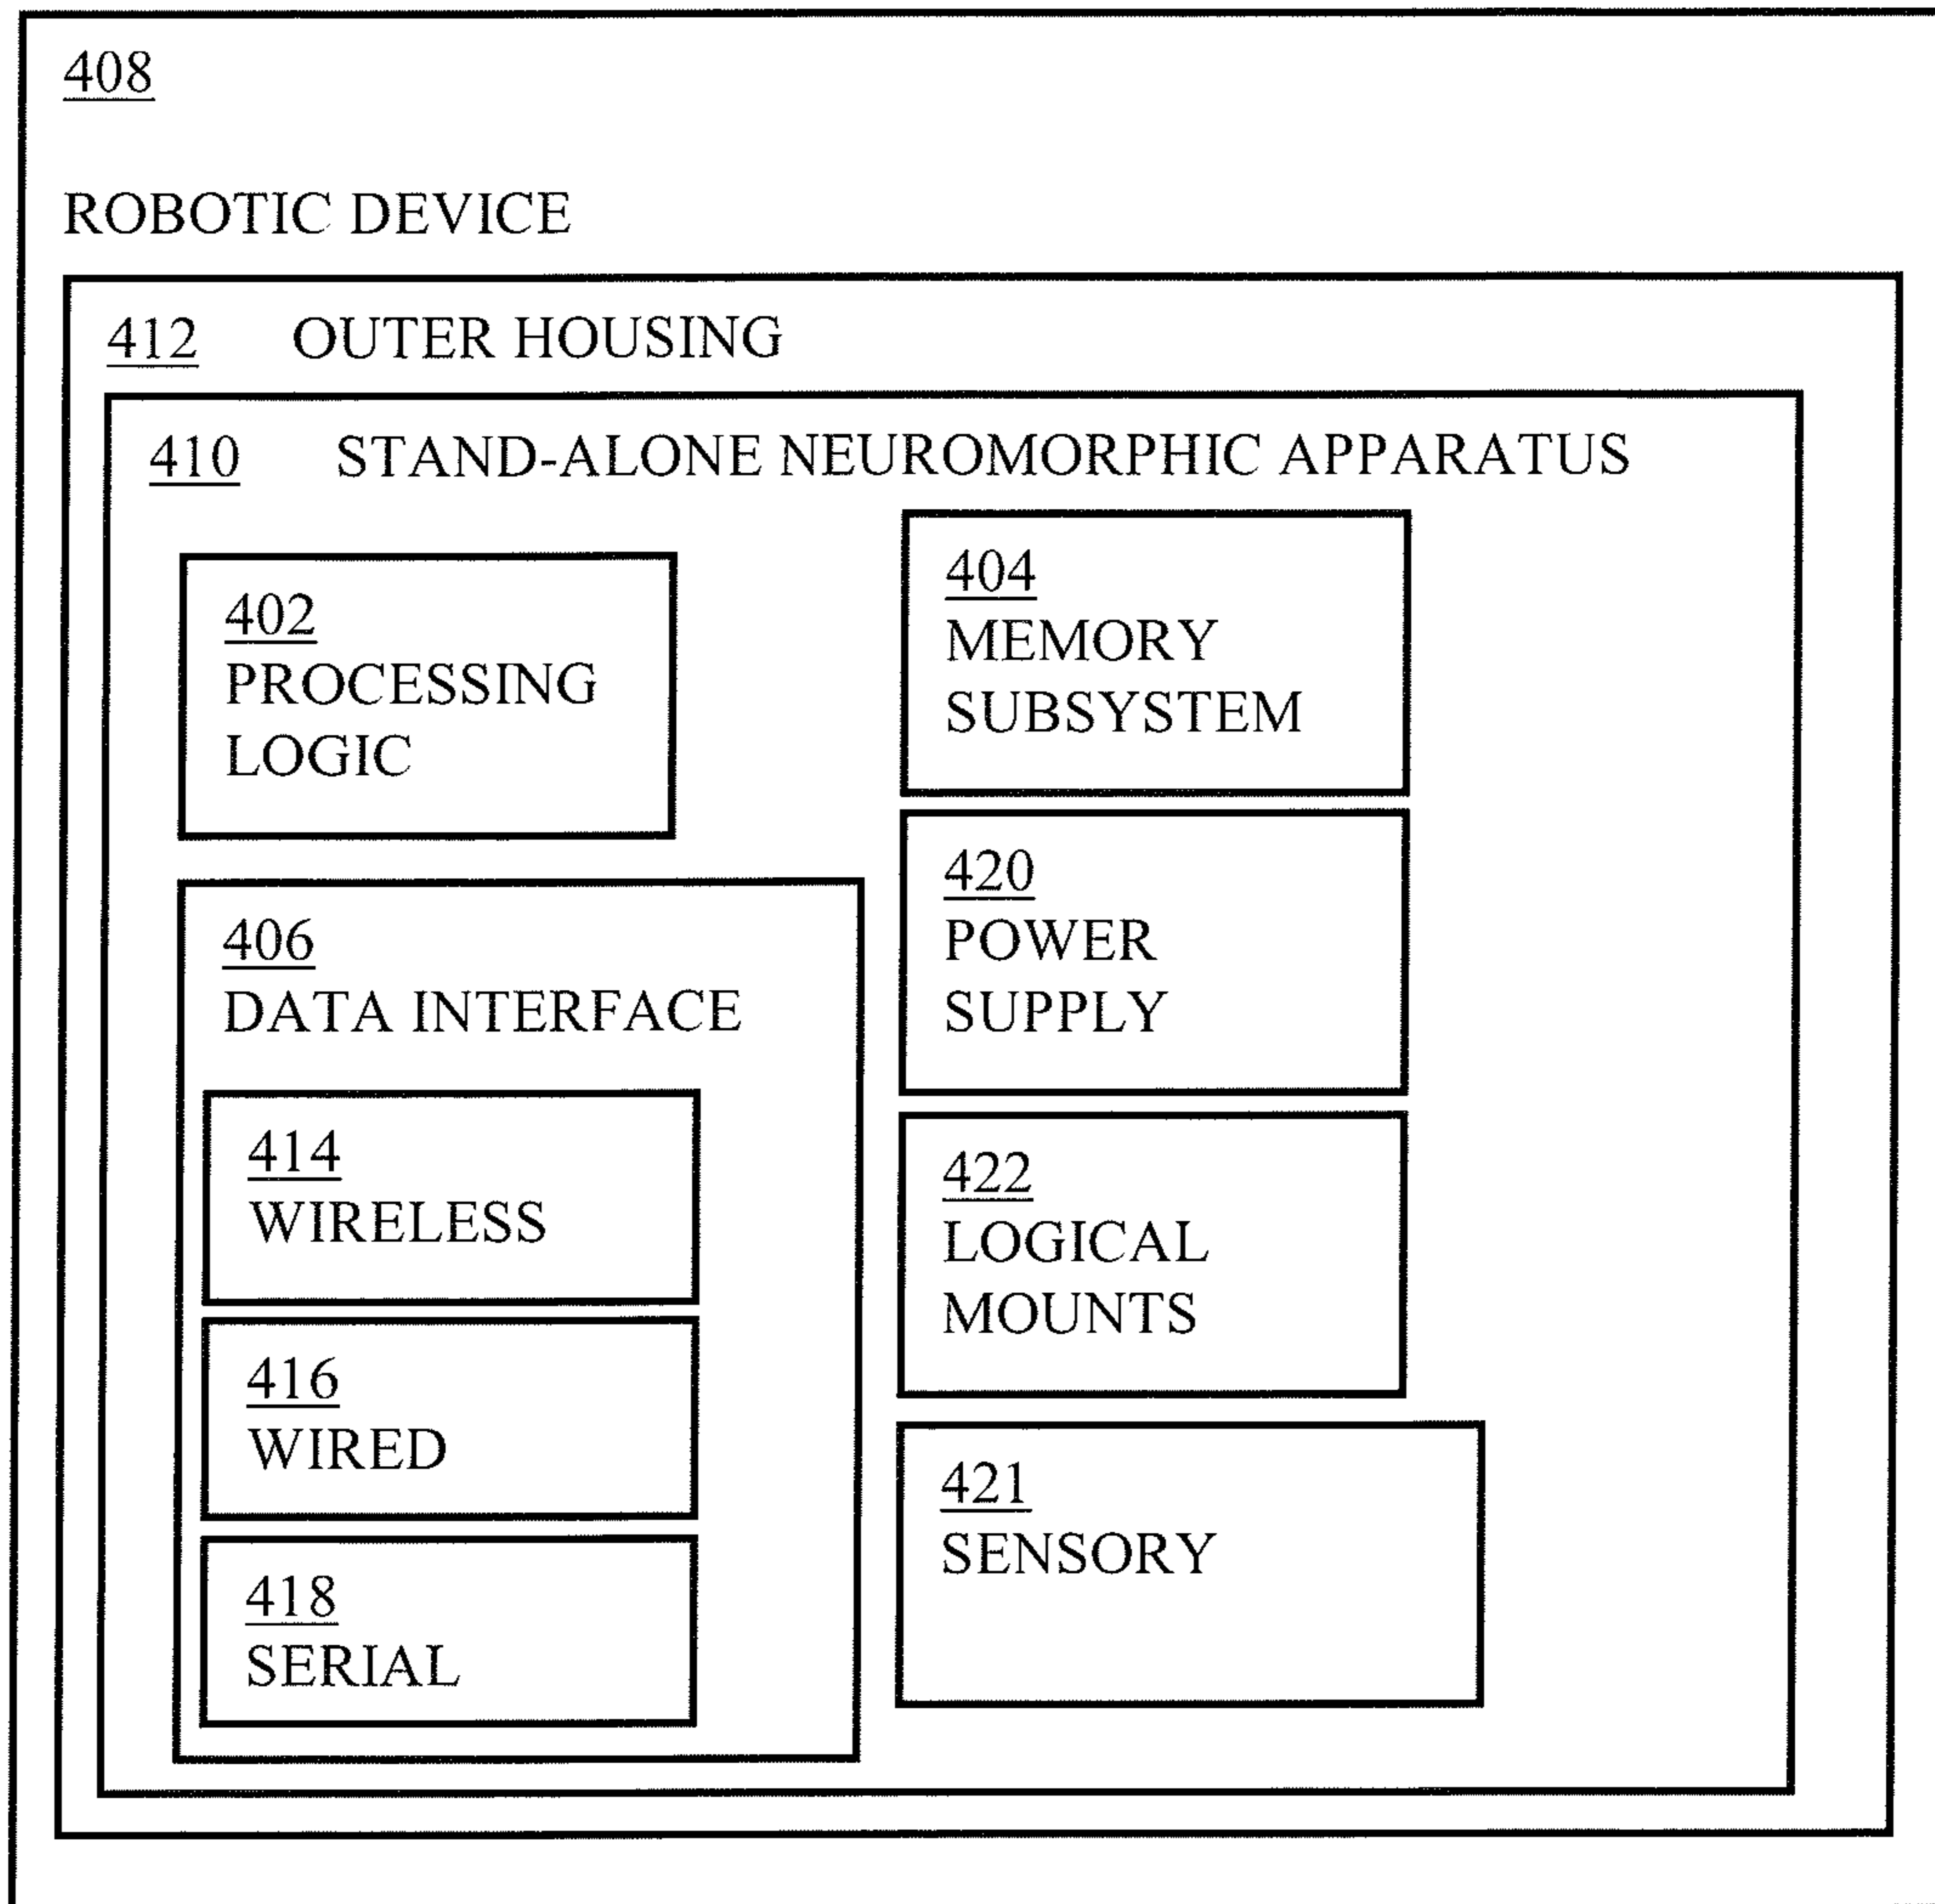 408
ROBOTIC DEVICE
412 OUTER HOUSING
410 STAND-ALONE NEUROMORPHIC APPARATUS
402
PROCESSING
LOGIC
404
MEMORY
SUBSYSTEM
406
DATA INTERFACE
414
WIRELESS
416
WIRED
418
SERIAL
420
POWER
SUPPLY
422
LOGICAL
MOUNTS
421
SENSORY